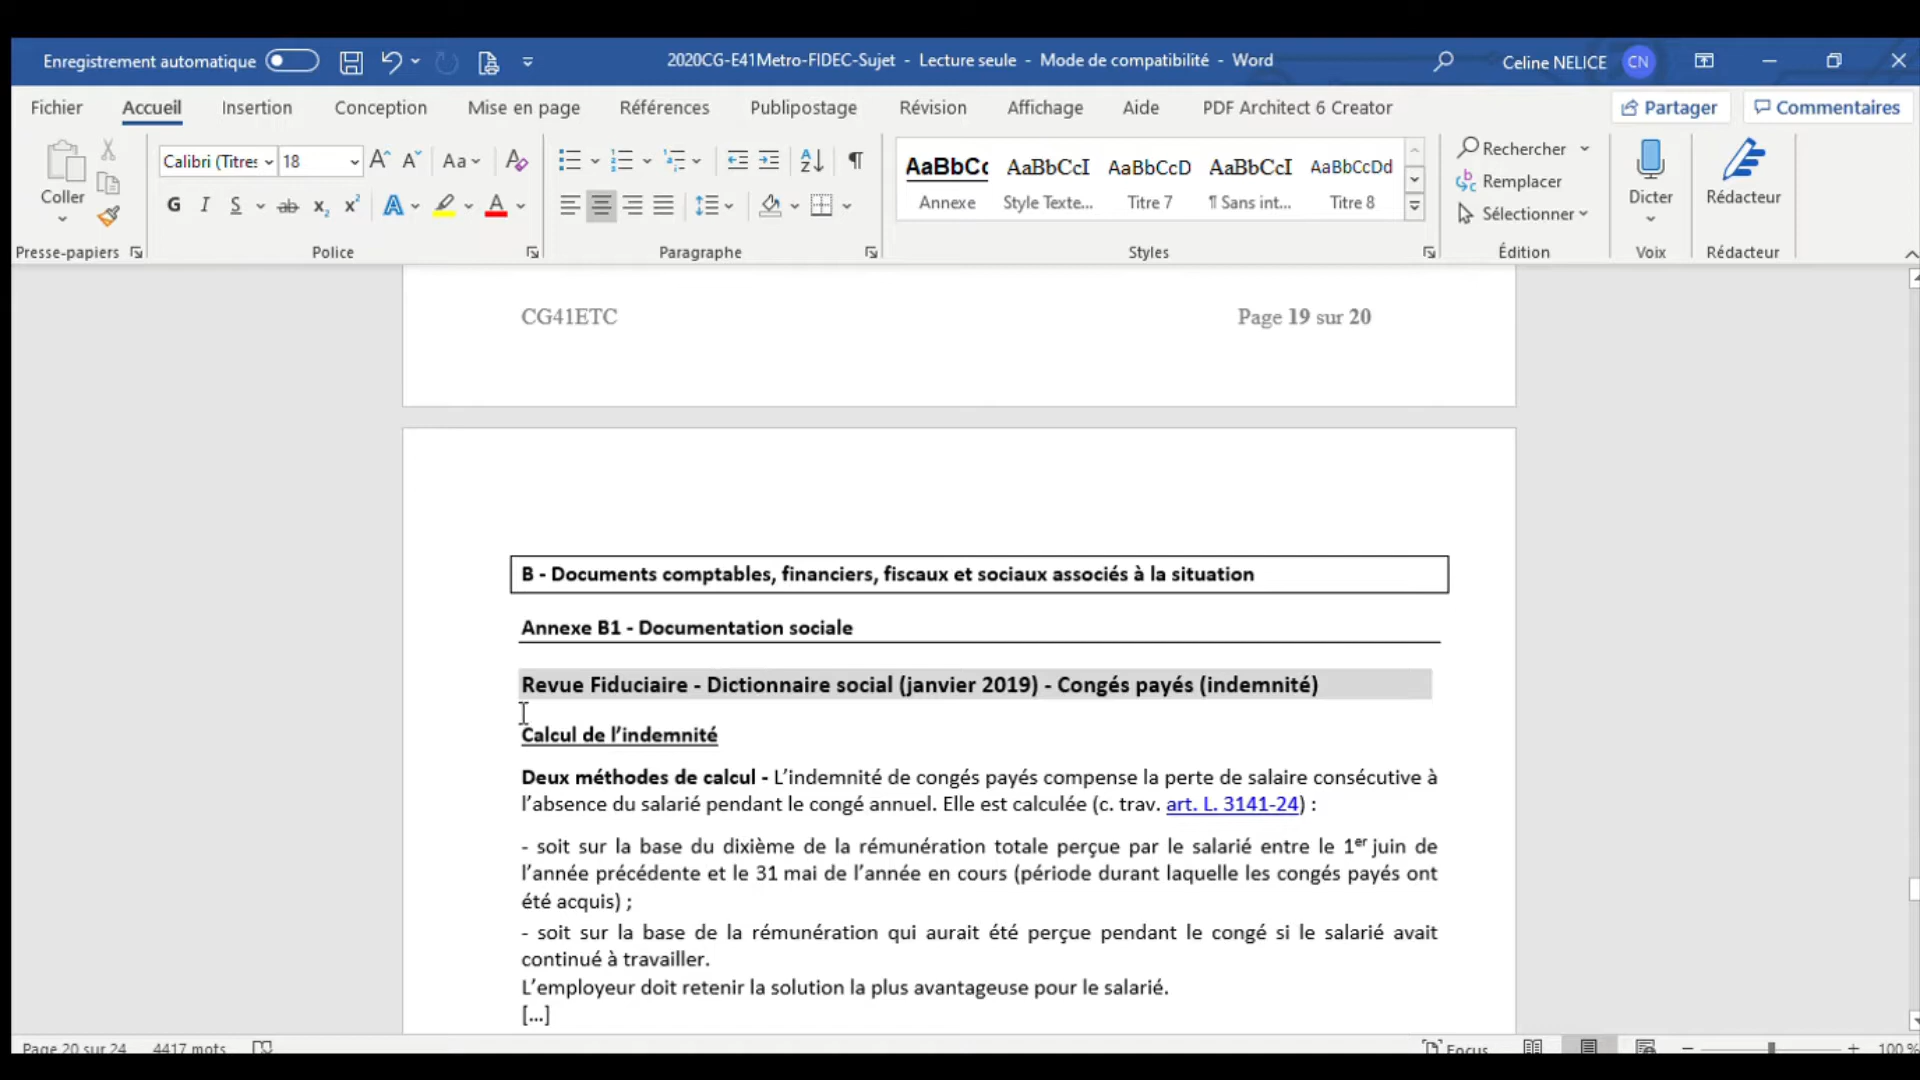 Enregistrement automatique
2020CG-E41Metro-FIDEC-Sujet - Lecture seule - Mode de compatibilité - Word
Celine NELICE CN
Fichier Accueil Insertion Conception Mise en page Références Publipostage Révision Affichage Aide PDF Architect 6 Creator Partager Commentaires
Coller
Calibri (Titres 18 Aa
G I S ab x₂ x² A A
AaBbCc AaBbCcI AaBbCcD AaBbCcI AaBbCcDd
Annexe Style Texte... Titre 7 ¶ Sans int... Titre 8
Rechercher
Remplacer
Sélectionner
Dicter
Rédacteur
Presse-papiers Police Paragraphe Styles Édition Voix Rédacteur
CG41ETC Page 19 sur 20
B - Documents comptables, financiers, fiscaux et sociaux associés à la situation
Annexe B1 - Documentation sociale
Revue Fiduciaire - Dictionnaire social (janvier 2019) - Congés payés (indemnité)
Calcul de l’indemnité
Deux méthodes de calcul - L’indemnité de congés payés compense la perte de salaire consécutive à
l’absence du salarié pendant le congé annuel. Elle est calculée (c. trav. art. L. 3141-24) :
- soit sur la base du dixième de la rémunération totale perçue par le salarié entre le 1er juin de
l’année précédente et le 31 mai de l’année en cours (période durant laquelle les congés payés ont
été acquis) ;
- soit sur la base de la rémunération qui aurait été perçue pendant le congé si le salarié avait
continué à travailler.
L’employeur doit retenir la solution la plus avantageuse pour le salarié.
[...]
Page 20 sur 24 4417 mots Focus 100 %